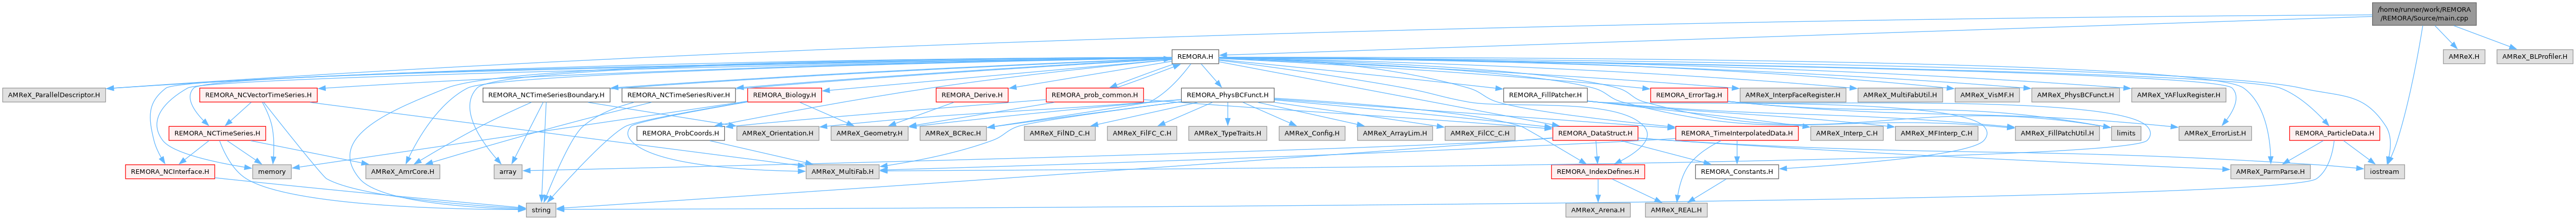 /home/runner/work/REMORA
/REMORA/Source/main.cpp
REMORA.H
AMReX.H
AMReX_BLProfiler.H
AMReX_ParallelDescriptor.H
REMORA_NCVectorTimeSeries.H
REMORA_NCTimeSeriesBoundary.H
REMORA_NCTimeSeriesRiver.H
REMORA_Biology.H
REMORA_Derive.H
REMORA_prob_common.H
REMORA_PhysBCFunct.H
REMORA_FillPatcher.H
REMORA_ErrorTag.H
AMReX_InterpFaceRegister.H
AMReX_MultiFabUtil.H
AMReX_VisMF.H
AMReX_PhysBCFunct.H
AMReX_YAFluxRegister.H
REMORA_NCTimeSeries.H
REMORA_ProbCoords.H
AMReX_Orientation.H
AMReX_Geometry.H
AMReX_BCRec.H
AMReX_FilND_C.H
AMReX_FilFC_C.H
AMReX_TypeTraits.H
AMReX_Config.H
AMReX_ArrayLim.H
AMReX_FilCC_C.H
REMORA_DataStruct.H
REMORA_TimeInterpolatedData.H
AMReX_Interp_C.H
AMReX_MFInterp_C.H
AMReX_FillPatchUtil.H
limits
AMReX_ErrorList.H
REMORA_ParticleData.H
REMORA_NCInterface.H
memory
AMReX_AmrCore.H
array
AMReX_MultiFab.H
REMORA_IndexDefines.H
REMORA_Constants.H
AMReX_ParmParse.H
iostream
string
AMReX_Arena.H
AMReX_REAL.H